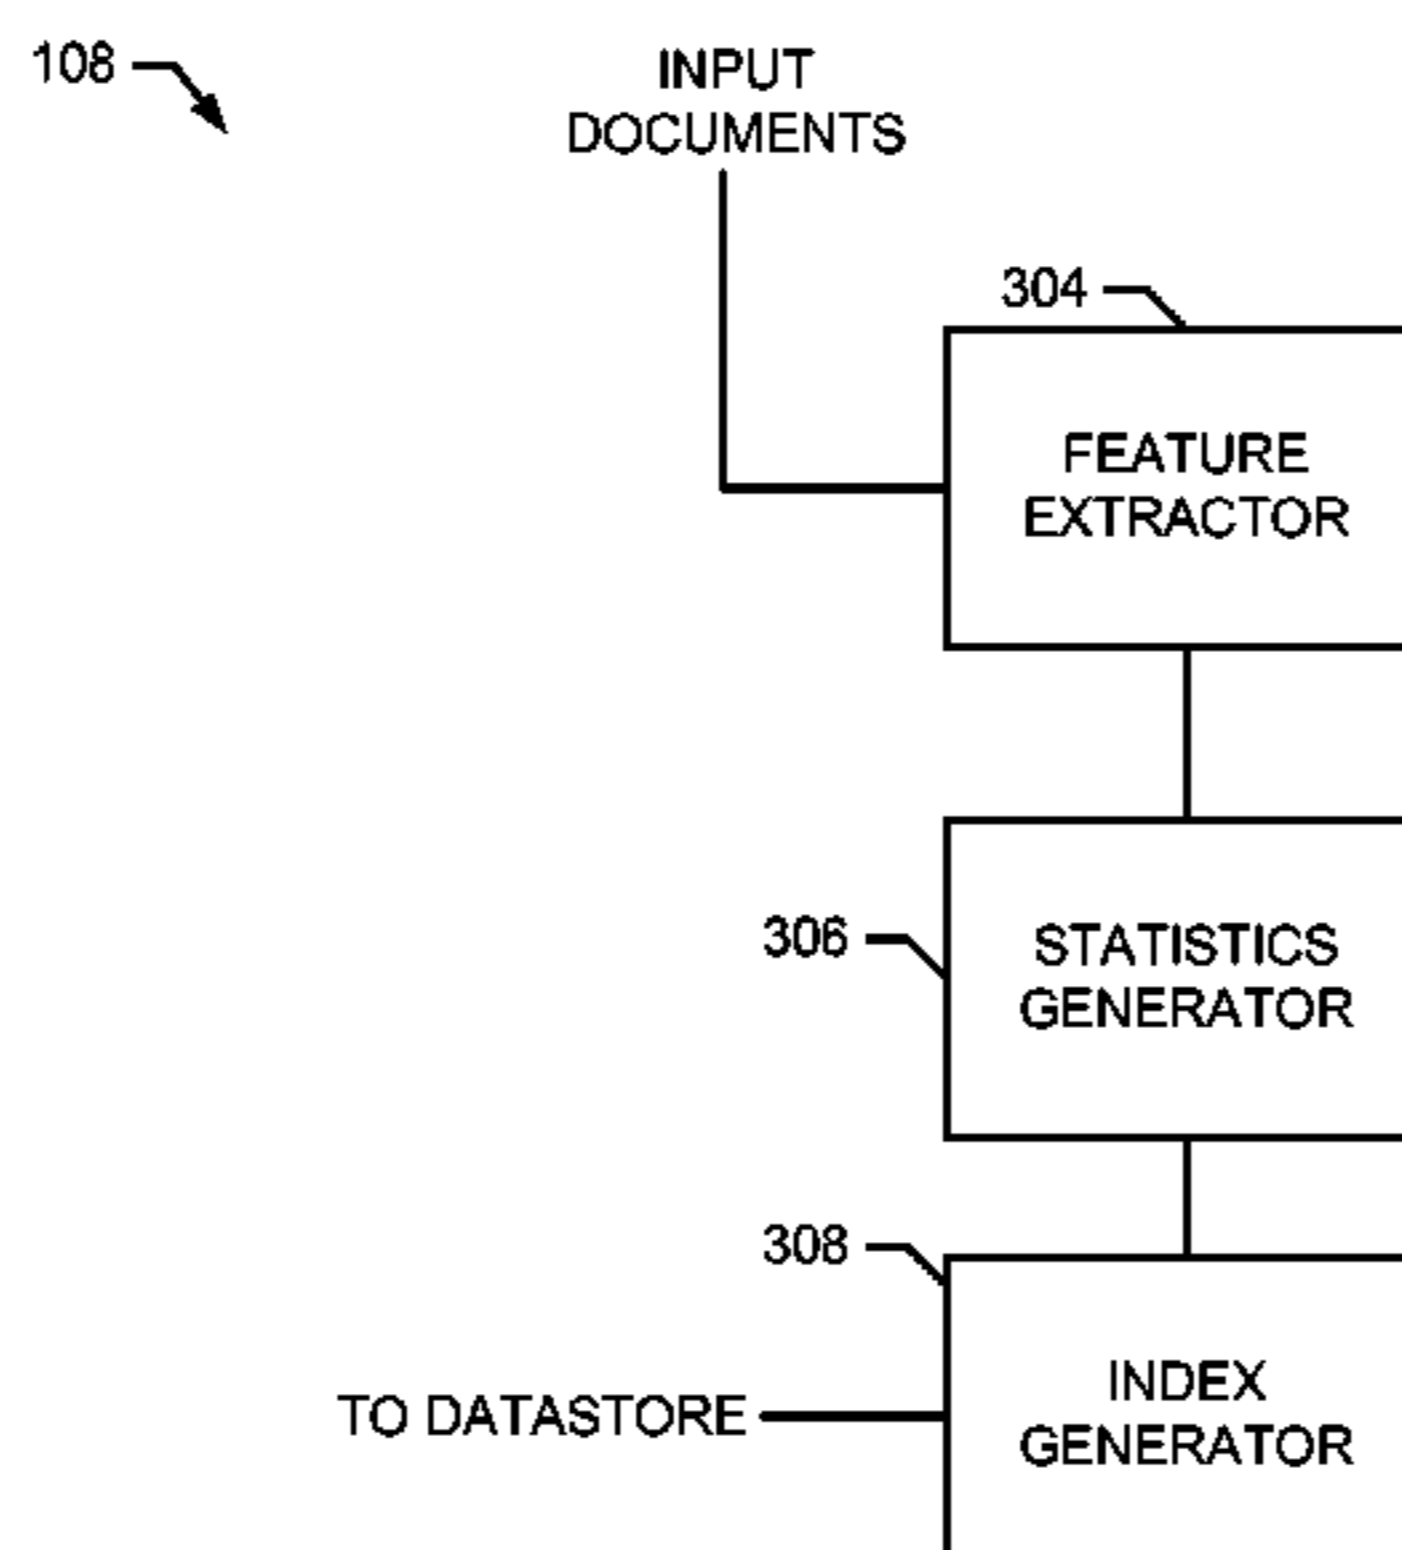 108
INPUT
DOCUMENTS
304
FEATURE
EXTRACTOR
306
STATISTICS
GENERATOR
308
INDEX
GENERATOR
TO DATASTORE